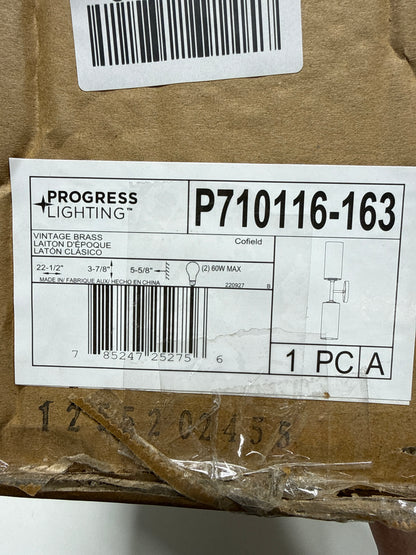 PROGRESS
LIGHTING™
P710116-163
VINTAGE BRASS
LAITON D'ÉPOQUE
LATÓN CLÁSICO
Cofield
22-1/2" 3-7/8" 5-5/8" (2) 60W MAX
MADE IN/ FABRIQUE AUX/ HECHO EN CHINA
220927 B
7 85247 25275 6
1 PC A